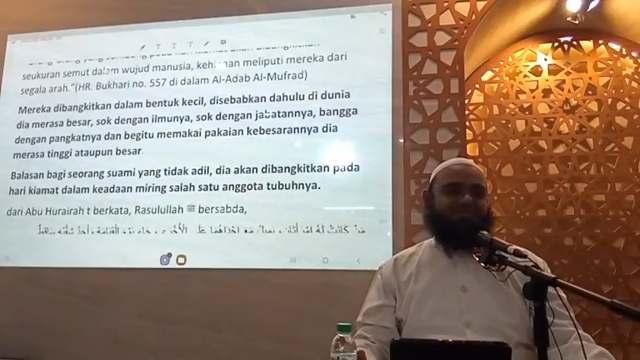 seukuran semut dalam wujud manusia, kehinaan meliputi mereka dari
segala arah."(HR. Bukhari no. 557 di dalam Al-Adab Al-Mufrad)
Mereka dibangkitkan dalam bentuk kecil, disebabkan dahulu di dunia
dia merasa besar, sok dengan ilmunya, sok dengan jabatannya, bangga
dengan pangkatnya dan begitu memakai pakaian kebesarannya dia
merasa tinggi ataupun besar
Balasan bagi seorang suami yang tidak adil, dia akan dibangkitkan pada
hari kiamat dalam keadaan miring salah satu anggota tubuhnya.
dari Abu Hurairah t berkata, Rasulullah ﷺ bersabda,